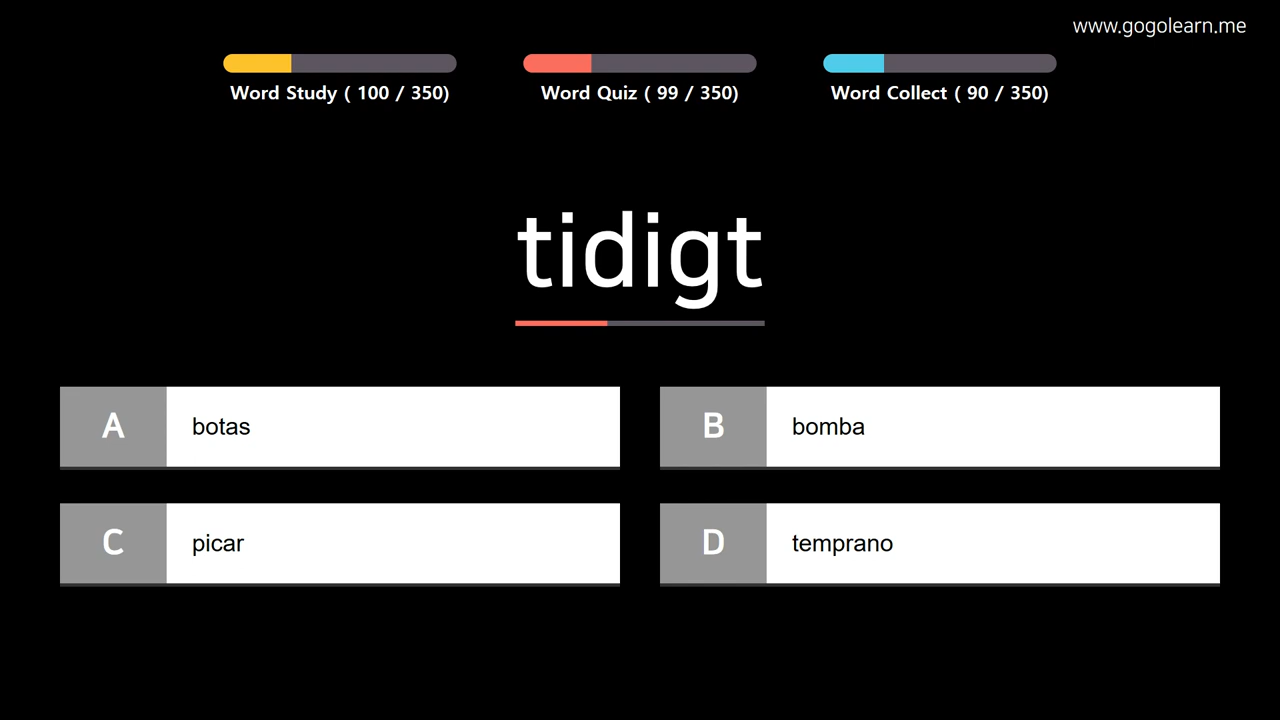 www.gogolearn.me
Word Study ( 100 / 350)
Word Quiz ( 99 / 350)
Word Collect ( 90 / 350)
tidigt
A botas
B bomba
C picar
D temprano